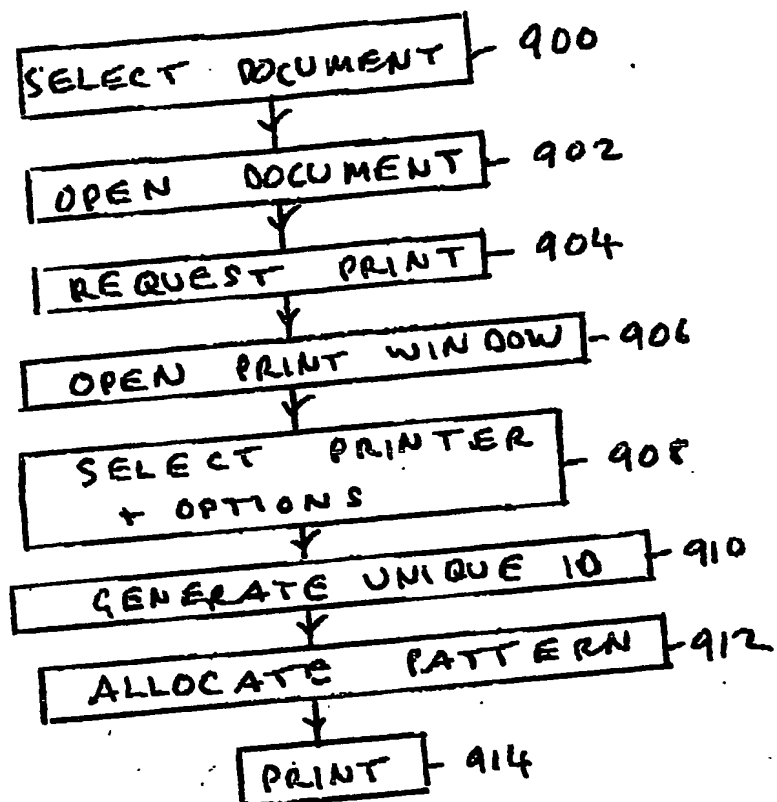 SELECT DOCUMENT 900
OPEN DOCUMENT 902
REQUEST PRINT 904
OPEN PRINT WINDOW 906
SELECT PRINTER 908
+ OPTIONS
GENERATE UNIQUE ID 910
ALLOCATE PATTERN 912
PRINT 914